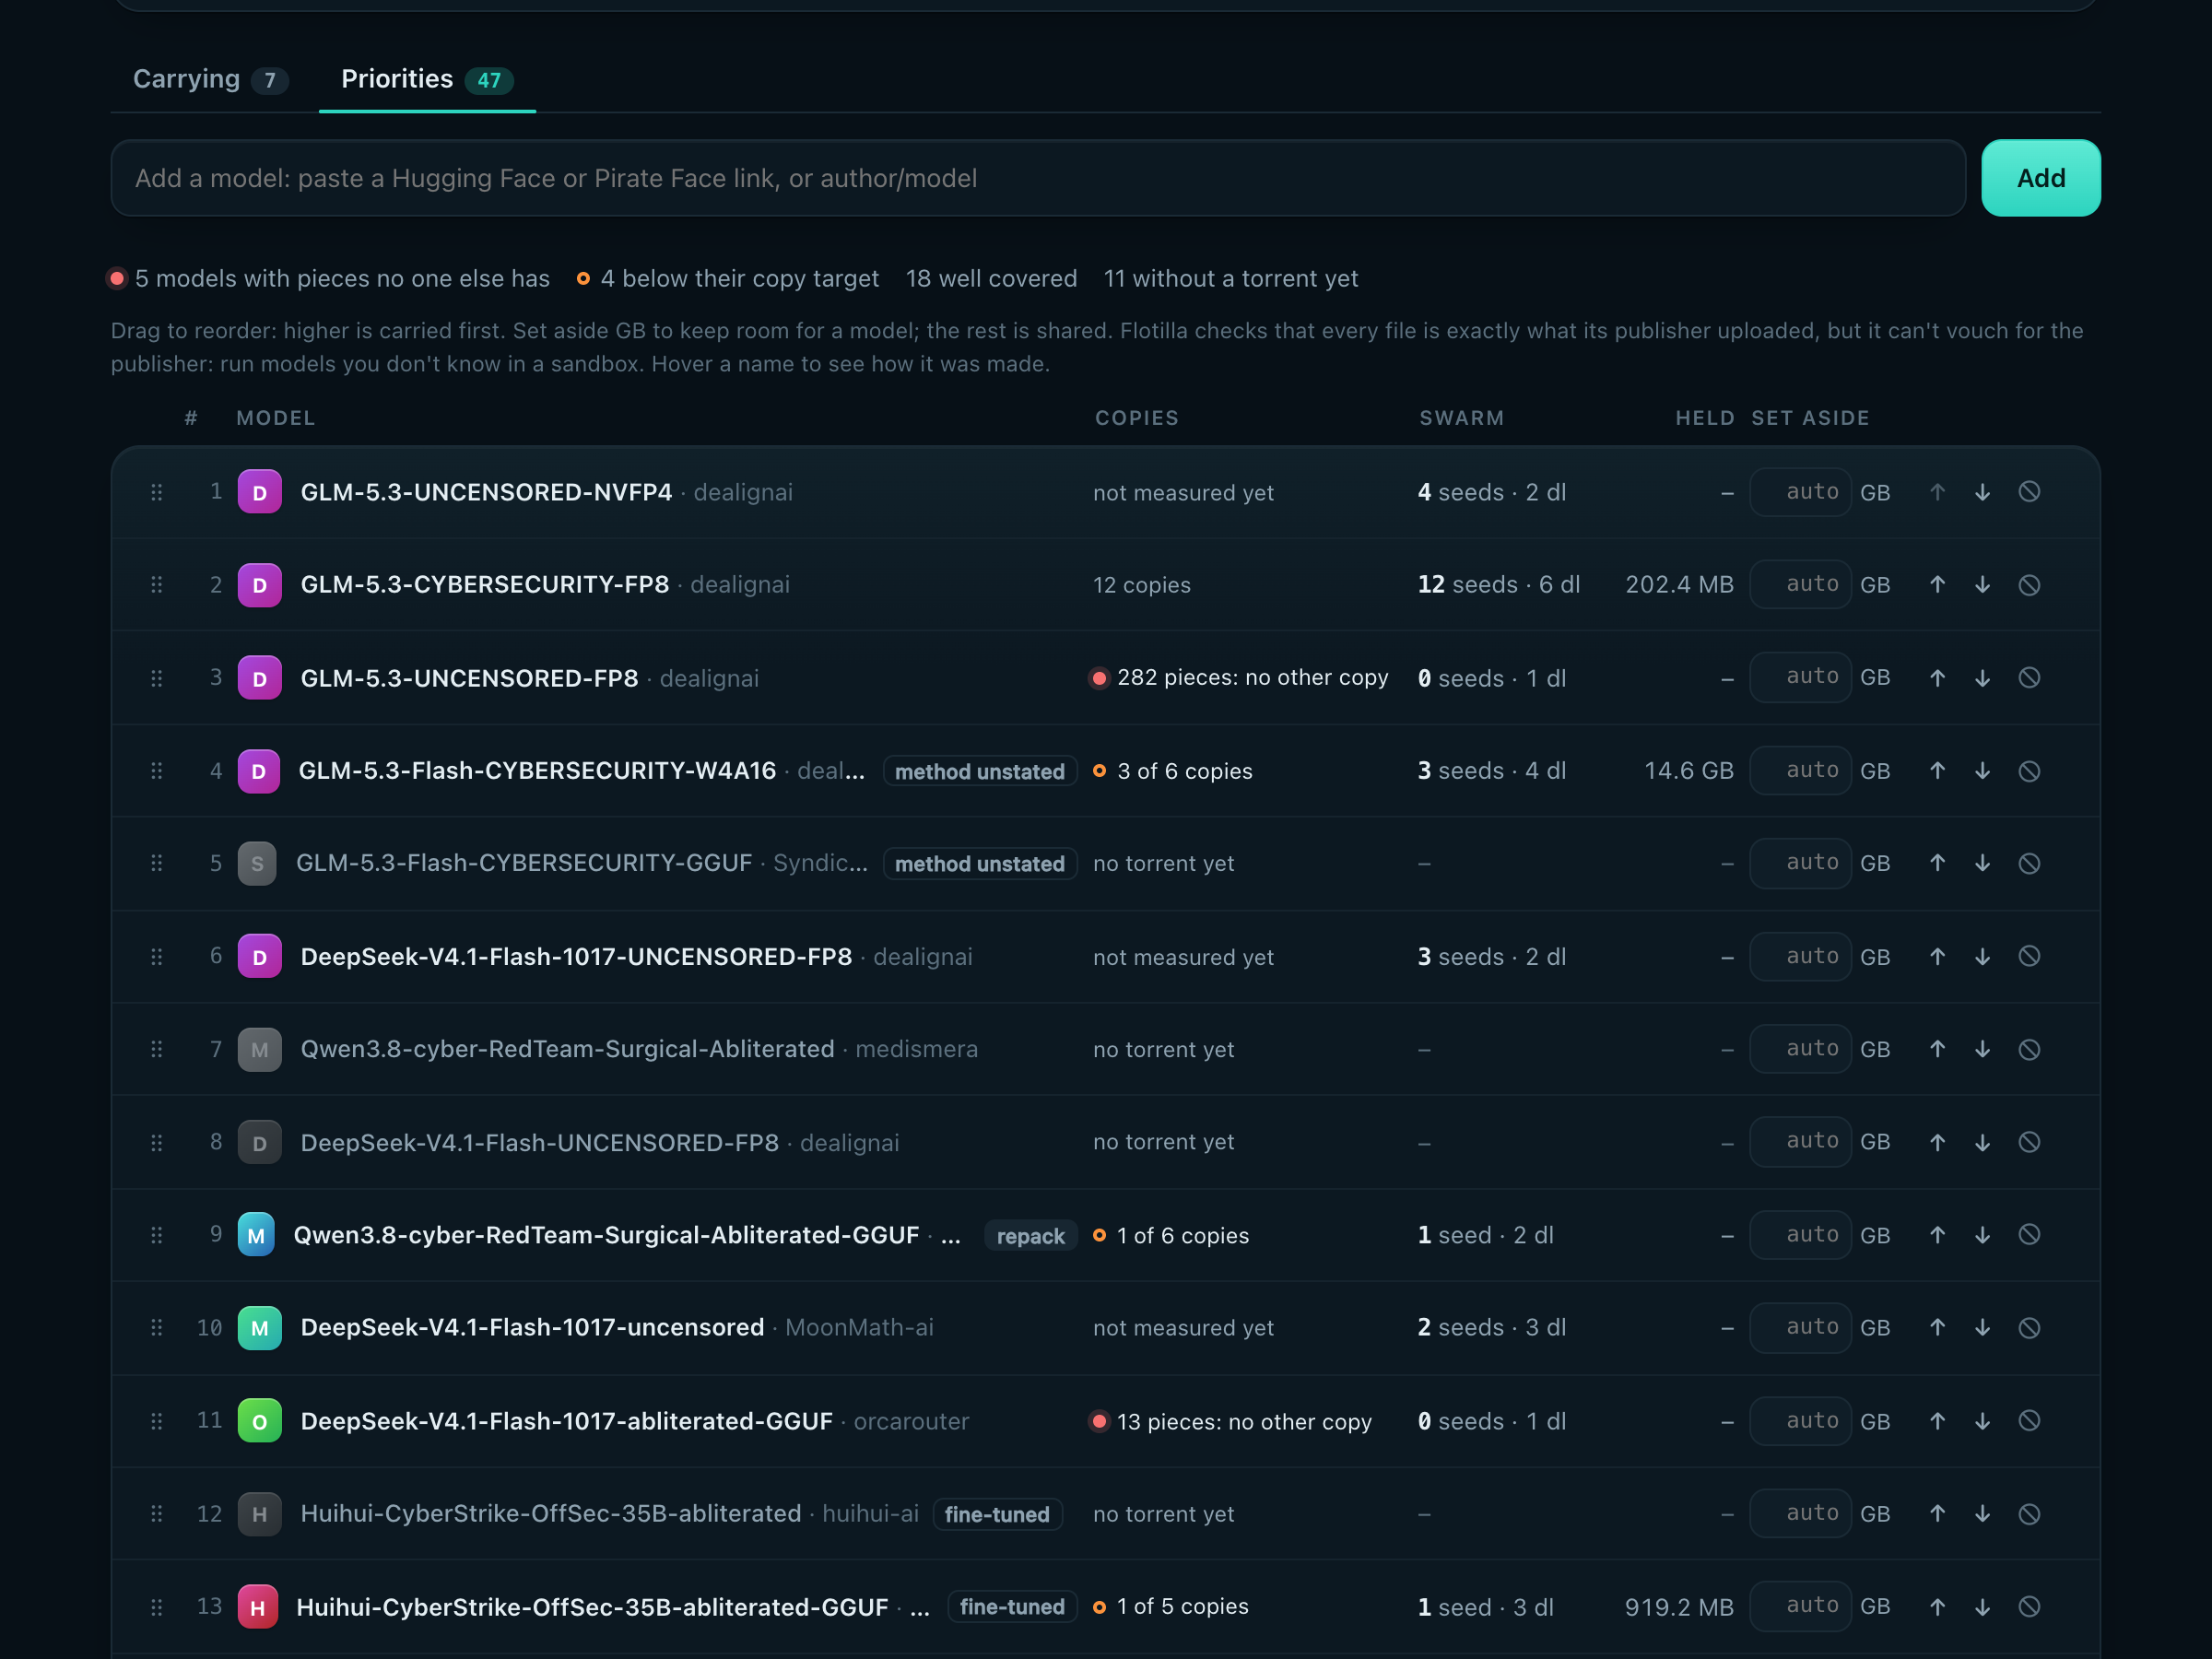 Carrying 7 Priorities 47
Add a model: paste a Hugging Face or Pirate Face link, or author/model Add
5 models with pieces no one else has 4 below their copy target 18 well covered 11 without a torrent yet
Drag to reorder: higher is carried first. Set aside GB to keep room for a model; the rest is shared. Flotilla checks that every file is exactly what its publisher uploaded, but it can't vouch for the
publisher: run models you don't know in a sandbox. Hover a name to see how it was made.
# MODEL COPIES SWARM HELD SET ASIDE
1 D GLM-5.3-UNCENSORED-NVFP4 · dealignai not measured yet 4 seeds · 2 dl – auto GB
2 D GLM-5.3-CYBERSECURITY-FP8 · dealignai 12 copies 12 seeds · 6 dl 202.4 MB auto GB
3 D GLM-5.3-UNCENSORED-FP8 · dealignai 282 pieces: no other copy 0 seeds · 1 dl – auto GB
4 D GLM-5.3-Flash-CYBERSECURITY-W4A16 · deal... method unstated 3 of 6 copies 3 seeds · 4 dl 14.6 GB auto GB
5 S GLM-5.3-Flash-CYBERSECURITY-GGUF · Syndic... method unstated no torrent yet – – auto GB
6 D DeepSeek-V4.1-Flash-1017-UNCENSORED-FP8 · dealignai not measured yet 3 seeds · 2 dl – auto GB
7 M Qwen3.8-cyber-RedTeam-Surgical-Abliterated · medismera no torrent yet – – auto GB
8 D DeepSeek-V4.1-Flash-UNCENSORED-FP8 · dealignai no torrent yet – – auto GB
9 M Qwen3.8-cyber-RedTeam-Surgical-Abliterated-GGUF · ... repack 1 of 6 copies 1 seed · 2 dl – auto GB
10 M DeepSeek-V4.1-Flash-1017-uncensored · MoonMath-ai not measured yet 2 seeds · 3 dl – auto GB
11 O DeepSeek-V4.1-Flash-1017-abliterated-GGUF · orcarouter 13 pieces: no other copy 0 seeds · 1 dl – auto GB
12 H Huihui-CyberStrike-OffSec-35B-abliterated · huihui-ai fine-tuned no torrent yet – – auto GB
13 H Huihui-CyberStrike-OffSec-35B-abliterated-GGUF · ... fine-tuned 1 of 5 copies 1 seed · 3 dl 919.2 MB auto GB